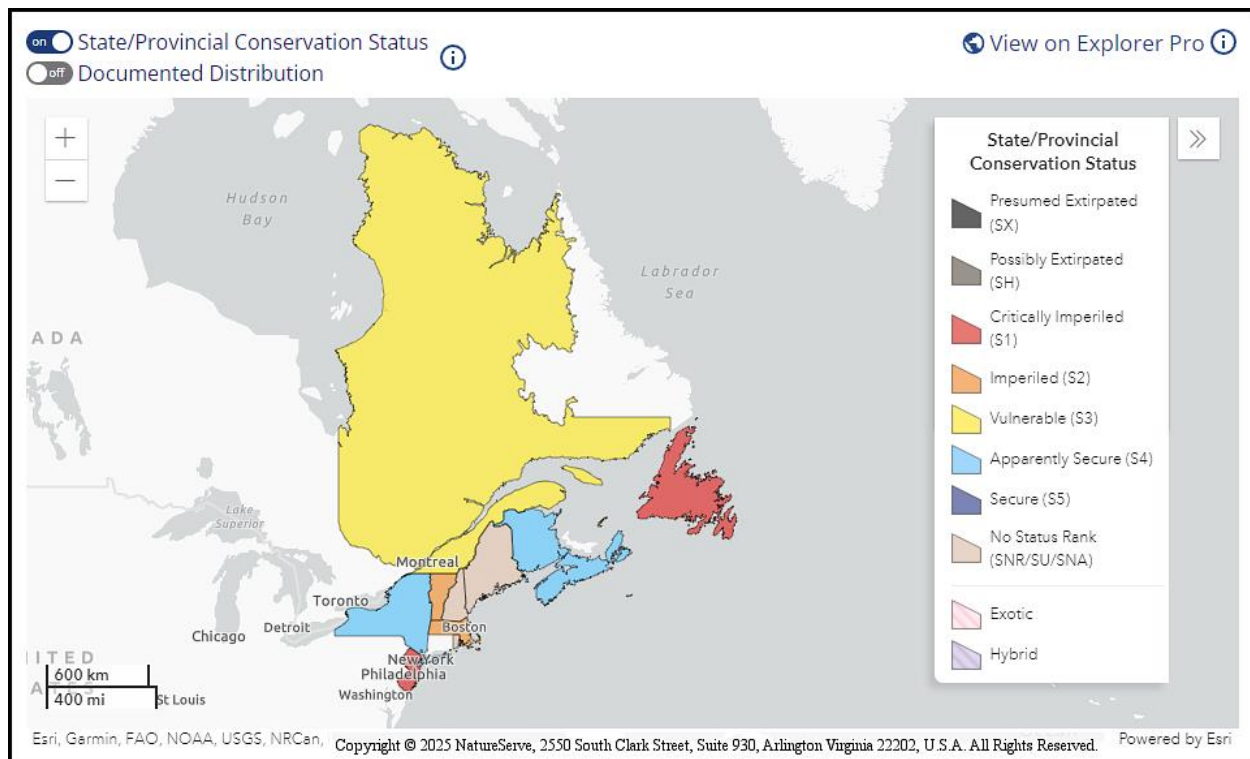 on State/Provincial Conservation Status
off Documented Distribution
View on Explorer Pro
+
−
Hudson
Bay
Labrador
Sea
ADA
Lake
Superior
Montreal
Toronto
Boston
Chicago
Detroit
New York
Philadelphia
ITED
Washington
600 km
400 mi
St Louis
State/Provincial
Conservation Status
Presumed Extirpated
(SX)
Possibly Extirpated
(SH)
Critically Imperiled
(S1)
Imperiled (S2)
Vulnerable (S3)
Apparently Secure (S4)
Secure (S5)
No Status Rank
(SNR/SU/SNA)
Exotic
Hybrid
Esri, Garmin, FAO, NOAA, USGS, NRCan,
Copyright © 2025 NatureServe, 2550 South Clark Street, Suite 930, Arlington Virginia 22202, U.S.A. All Rights Reserved.
Powered by Esri